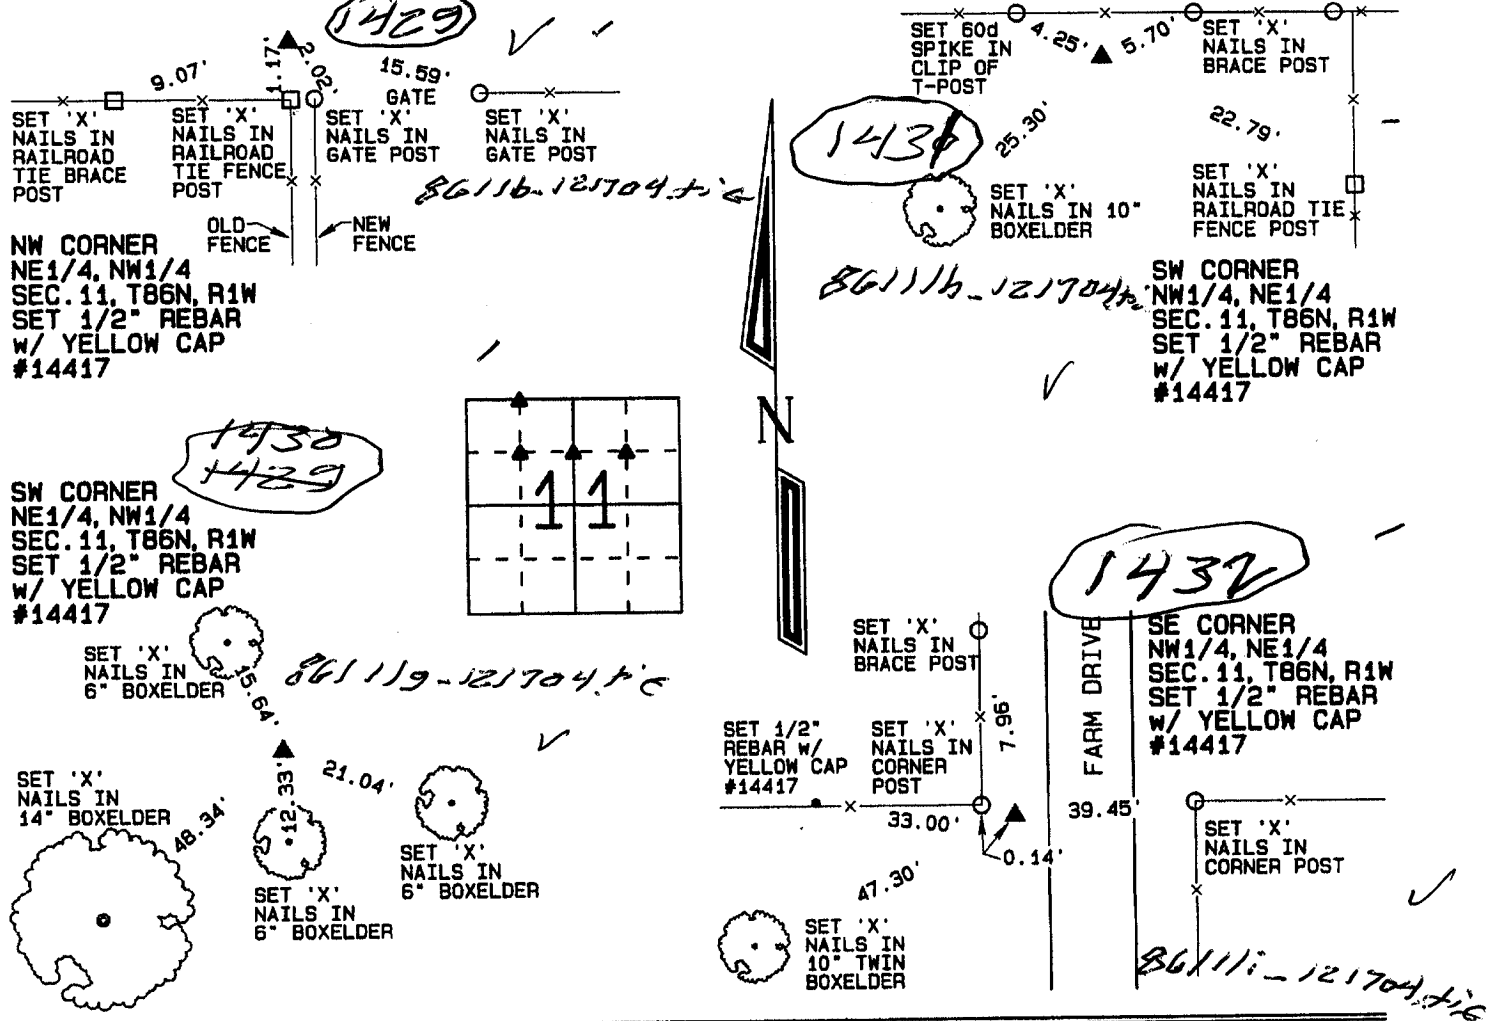 1429
9.07'
1.17'
2.02'
15.59'
GATE
SET 'X'
NAILS IN
RAILROAD
TIE BRACE
POST
SET 'X'
NAILS IN
RAILROAD
TIE FENCE
POST
SET 'X'
NAILS IN
GATE POST
SET 'X'
NAILS IN
GATE POST
OLD
FENCE
NEW
FENCE
NW CORNER
NE1/4, NW1/4
SEC. 11, T86N, R1W
SET 1/2" REBAR
w/ YELLOW CAP
#14417
SET 60d
SPIKE IN
CLIP OF
T-POST
4.25'
5.70'
SET 'X'
NAILS IN
BRACE POST
25.30'
22.79'
SET 'X'
NAILS IN 10"
BOXELDER
SET 'X'
NAILS IN
RAILROAD TIE
FENCE POST
SW CORNER
NW1/4, NE1/4
SEC. 11, T86N, R1W
SET 1/2" REBAR
w/ YELLOW CAP
#14417
N
11
1430
1429
SW CORNER
NE1/4, NW1/4
SEC. 11, T86N, R1W
SET 1/2" REBAR
w/ YELLOW CAP
#14417
SET 'X'
NAILS IN
6" BOXELDER
15.64'
86111g-121704.tic
12.33'
21.04'
48.34'
SET 'X'
NAILS IN
14" BOXELDER
SET 'X'
NAILS IN
6" BOXELDER
SET 'X'
NAILS IN
6" BOXELDER
1432
SE CORNER
NW1/4, NE1/4
SEC. 11, T86N, R1W
SET 1/2" REBAR
w/ YELLOW CAP
#14417
SET 'X'
NAILS IN
BRACE POST
7.96'
FARM DRIVE
SET 1/2"
REBAR w/
YELLOW CAP
#14417
SET 'X'
NAILS IN
CORNER
POST
33.00'
39.45'
0.14'
SET 'X'
NAILS IN
CORNER POST
47.30'
SET 'X'
NAILS IN
10" TWIN
BOXELDER
86111i-121704.tic